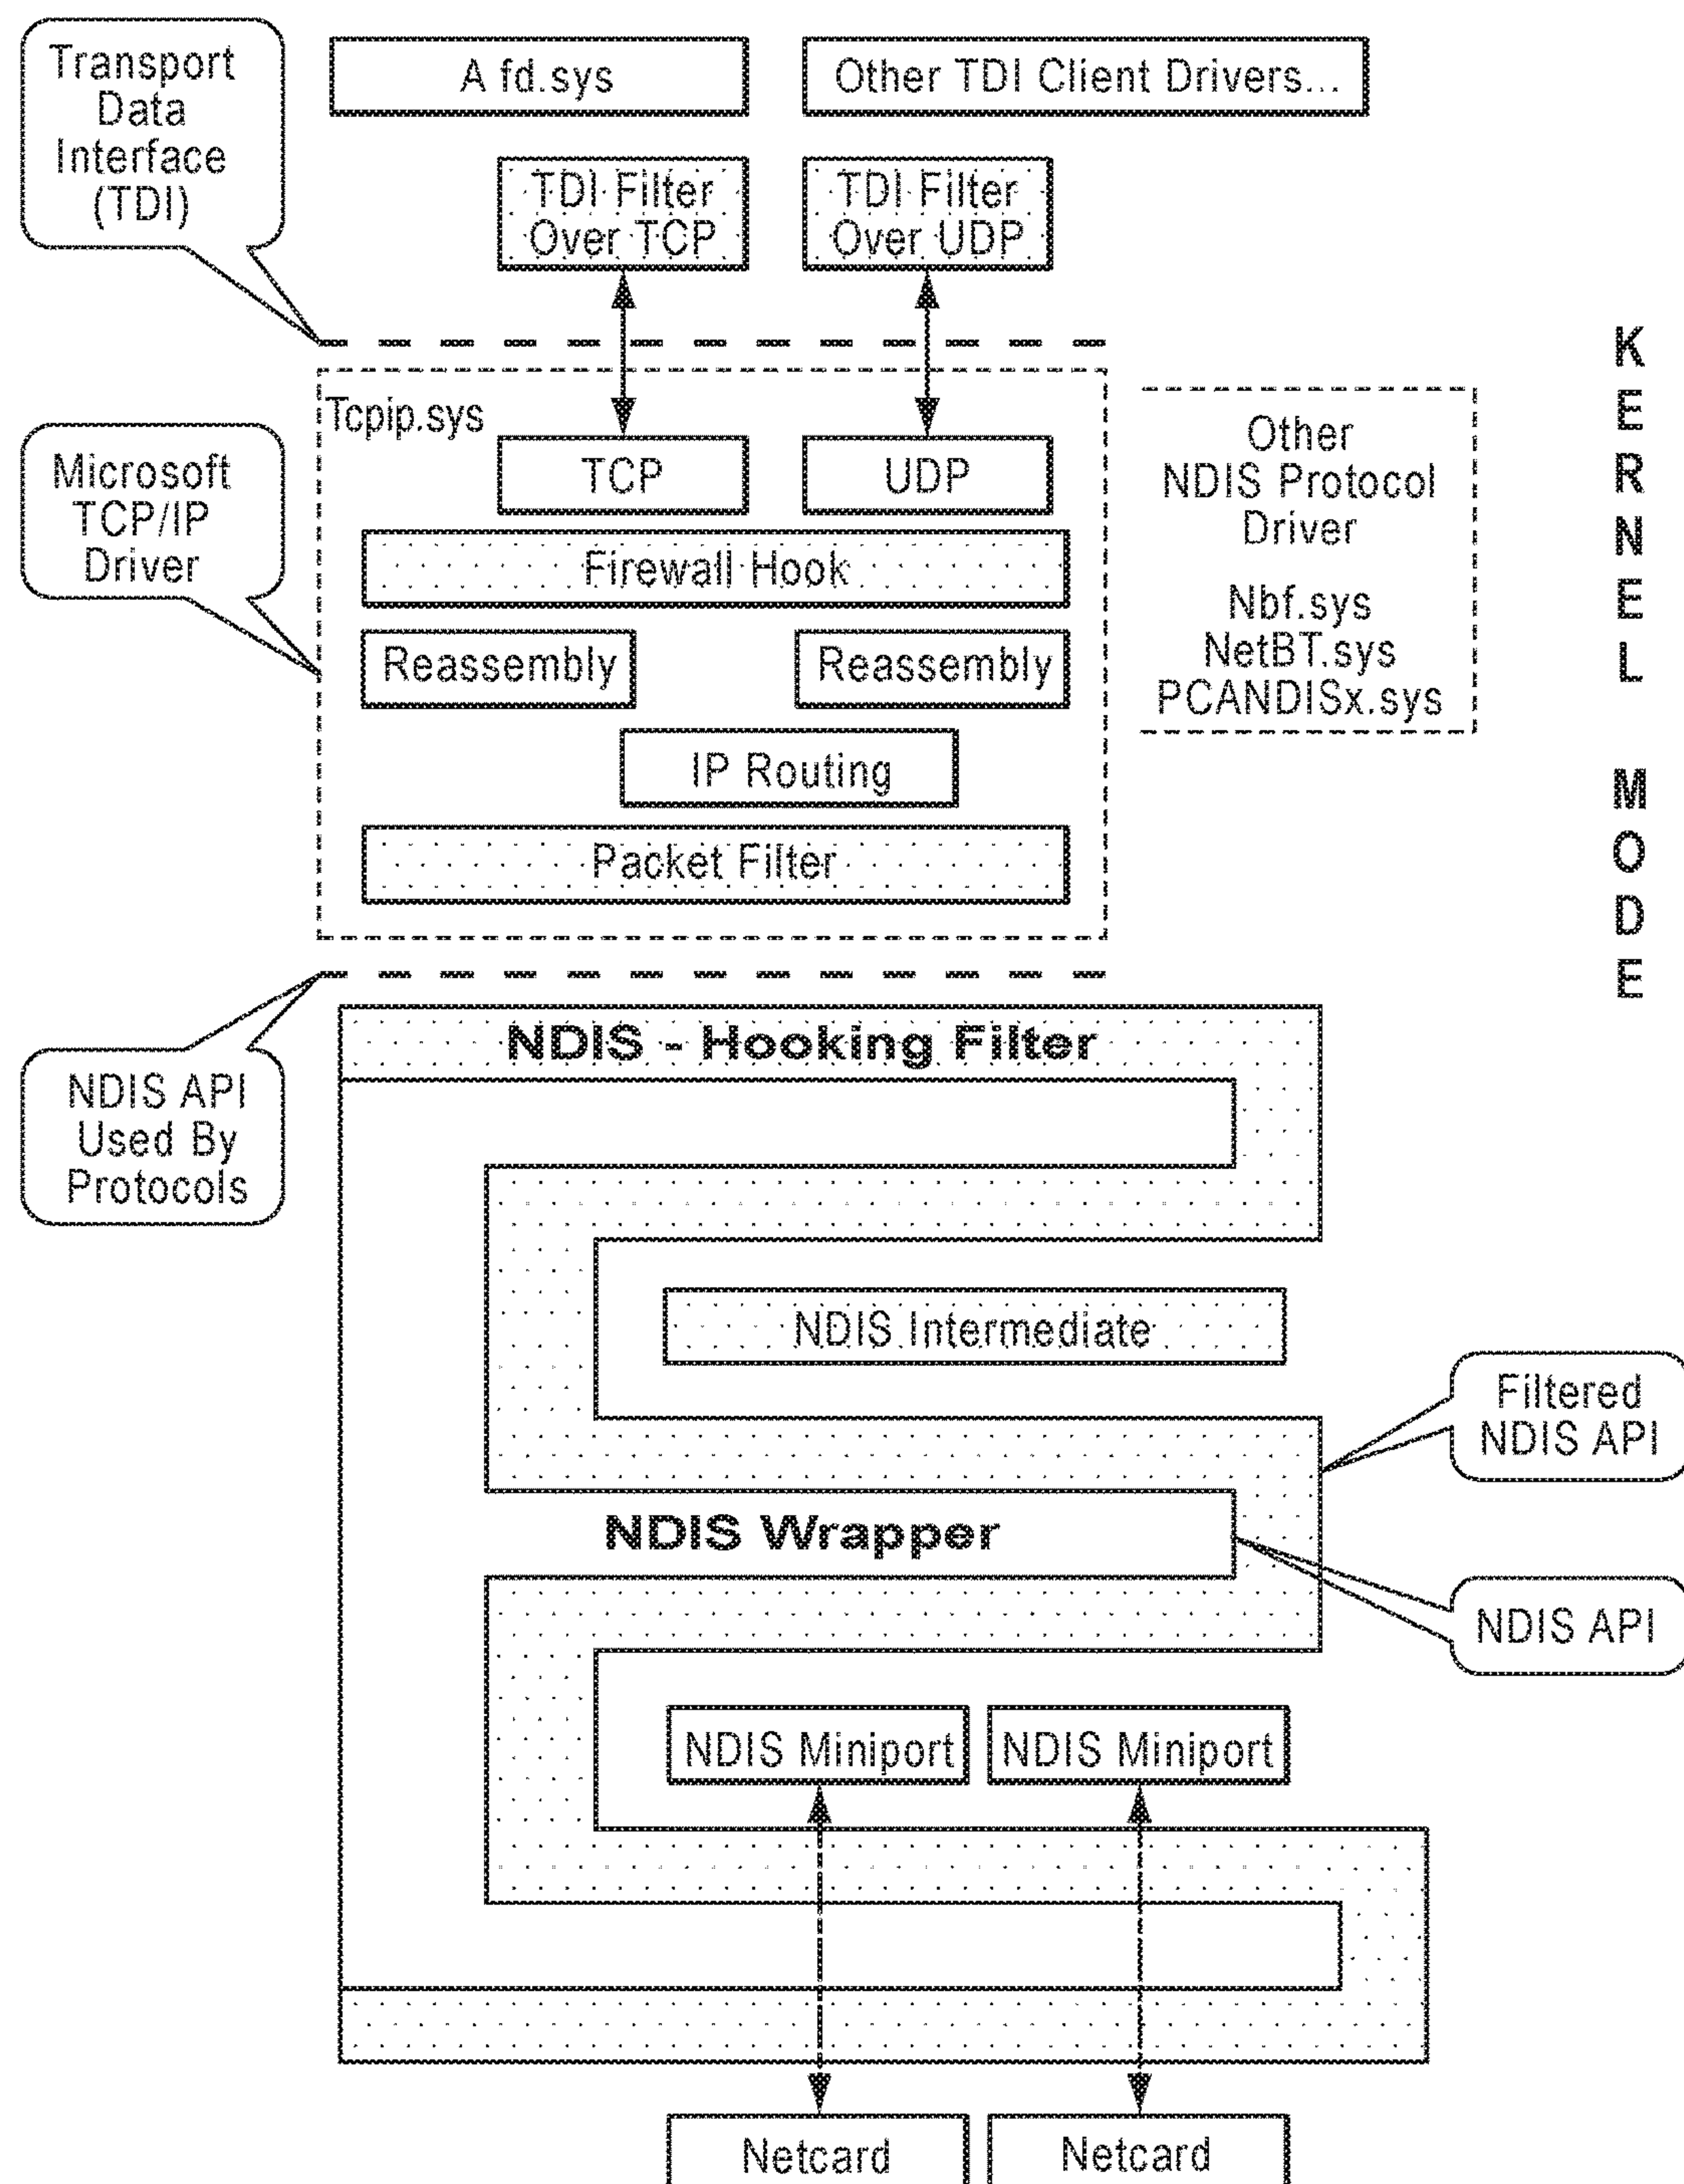 Transport
Data
Interface
(TDI)
A fd.sys
Other TDI Client Drivers...
TDI Filter
Over TCP
TDI Filter
Over UDP
KERNEL MODE
Tcpip.sys
TCP
UDP
Microsoft
TCP/IP
Driver
Firewall Hook
Reassembly
Reassembly
IP Routing
Packet Filter
Other
NDIS Protocol
Driver
Nbf.sys
NetBT.sys
PCANDISx.sys
NDIS API
Used By
Protocols
NDIS - Hooking Filter
NDIS Intermediate
Filtered
NDIS API
NDIS Wrapper
NDIS API
NDIS Miniport
NDIS Miniport
Netcard
Netcard